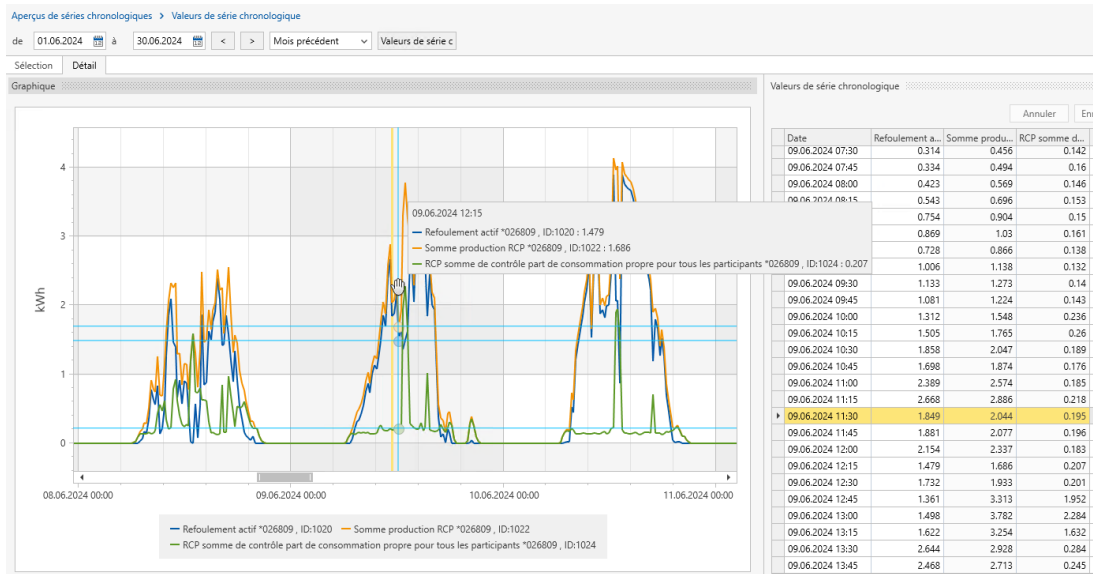 Aperçus de séries chronologiques > Valeurs de série chronologique
de 01.06.2024 à 30.06.2024 < > Mois précédent Valeurs de série c
Sélection Détail
Graphique
Valeurs de série chronologique
Annuler
Date Refoulement a... Somme produ... RCP somme d...
09.06.2024 07:30 0.314 0.456 0.142
09.06.2024 07:45 0.334 0.494 0.16
09.06.2024 08:00 0.423 0.569 0.146
09.06.2024 08:15 0.543 0.696 0.153
0.754 0.904 0.15
0.869 1.03 0.161
0.728 0.866 0.138
1.006 1.138 0.132
09.06.2024 09:30 1.133 1.273 0.14
09.06.2024 09:45 1.081 1.224 0.143
09.06.2024 10:00 1.312 1.548 0.236
09.06.2024 10:15 1.505 1.765 0.26
09.06.2024 10:30 1.858 2.047 0.189
09.06.2024 10:45 1.698 1.874 0.176
09.06.2024 11:00 2.389 2.574 0.185
09.06.2024 11:15 2.668 2.886 0.218
09.06.2024 11:30 1.849 2.044 0.195
09.06.2024 11:45 1.881 2.077 0.196
09.06.2024 12:00 2.154 2.337 0.183
09.06.2024 12:15 1.479 1.686 0.207
09.06.2024 12:30 1.732 1.933 0.201
09.06.2024 12:45 1.361 3.313 1.952
09.06.2024 13:00 1.498 3.782 2.284
09.06.2024 13:15 1.622 3.254 1.632
09.06.2024 13:30 2.644 2.928 0.284
09.06.2024 13:45 2.468 2.713 0.245
09.06.2024 12:15
Refoulement actif *026809 , ID:1020 : 1.479
Somme production RCP *026809 , ID:1022 : 1.686
RCP somme de contrôle part de consommation propre pour tous les participants *026809 , ID:1024 : 0.207
kWh
4
3
2
1
0
08.06.2024 00:00 09.06.2024 00:00 10.06.2024 00:00 11.06.2024 00:00
Refoulement actif *026809 , ID:1020 Somme production RCP *026809 , ID:1022
RCP somme de contrôle part de consommation propre pour tous les participants *026809 , ID:1024